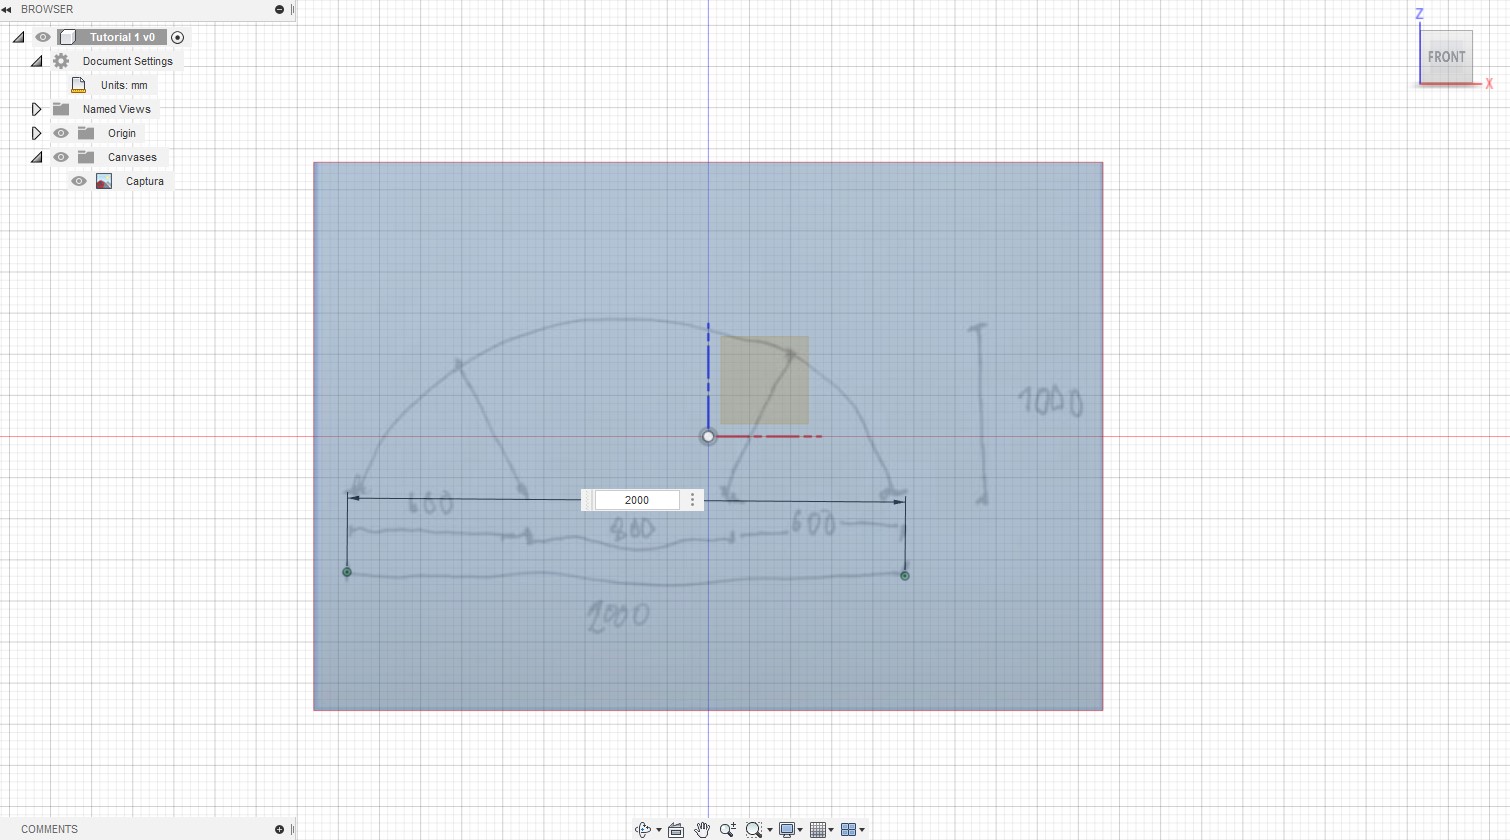 BROWSER
Tutorial 1 v0
Document Settings
Units: mm
Named Views
Origin
Canvases
Captura
Z
FRONT
X
1000
600
2000
800
600
2000
COMMENTS